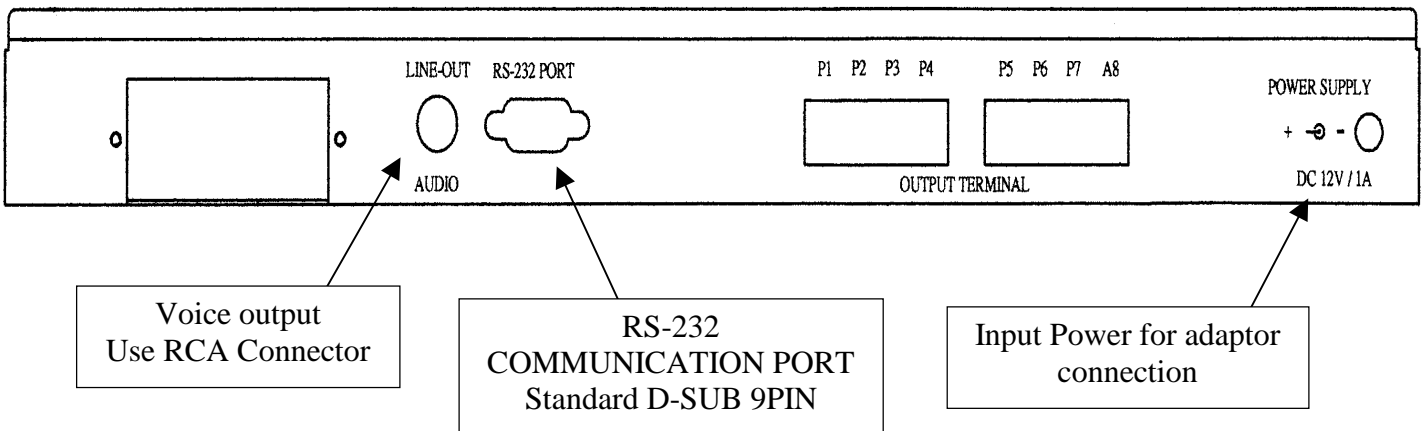 LINE-OUT RS-232 PORT P1 P2 P3 P4 P5 P6 P7 A8
POWER SUPPLY
+ -
AUDIO OUTPUT TERMINAL DC 12V / 1A
Voice output
Use RCA Connector
RS-232
COMMUNICATION PORT
Standard D-SUB 9PIN
Input Power for adaptor
connection